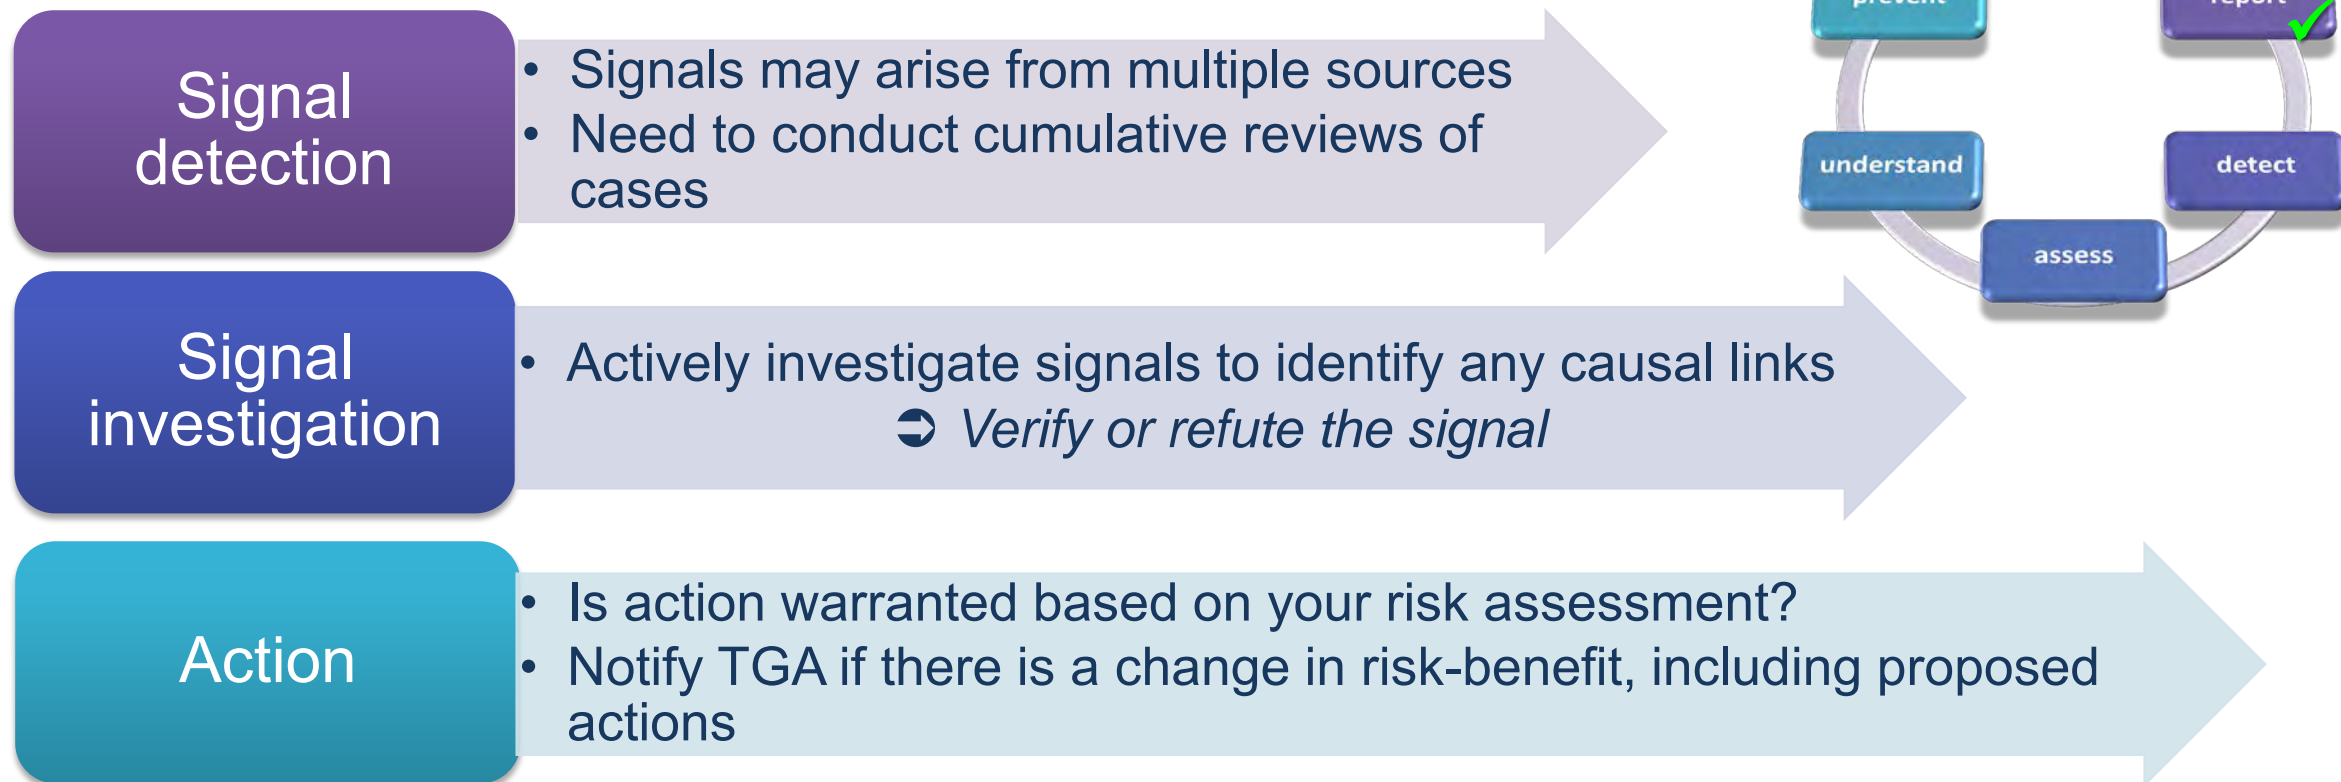 Signal
detection
• Signals may arise from multiple sources
• Need to conduct cumulative reviews of
cases
prevent
report
understand
detect
assess
Signal
investigation
• Actively investigate signals to identify any causal links
➲ Verify or refute the signal
Action
• Is action warranted based on your risk assessment?
• Notify TGA if there is a change in risk-benefit, including proposed
actions